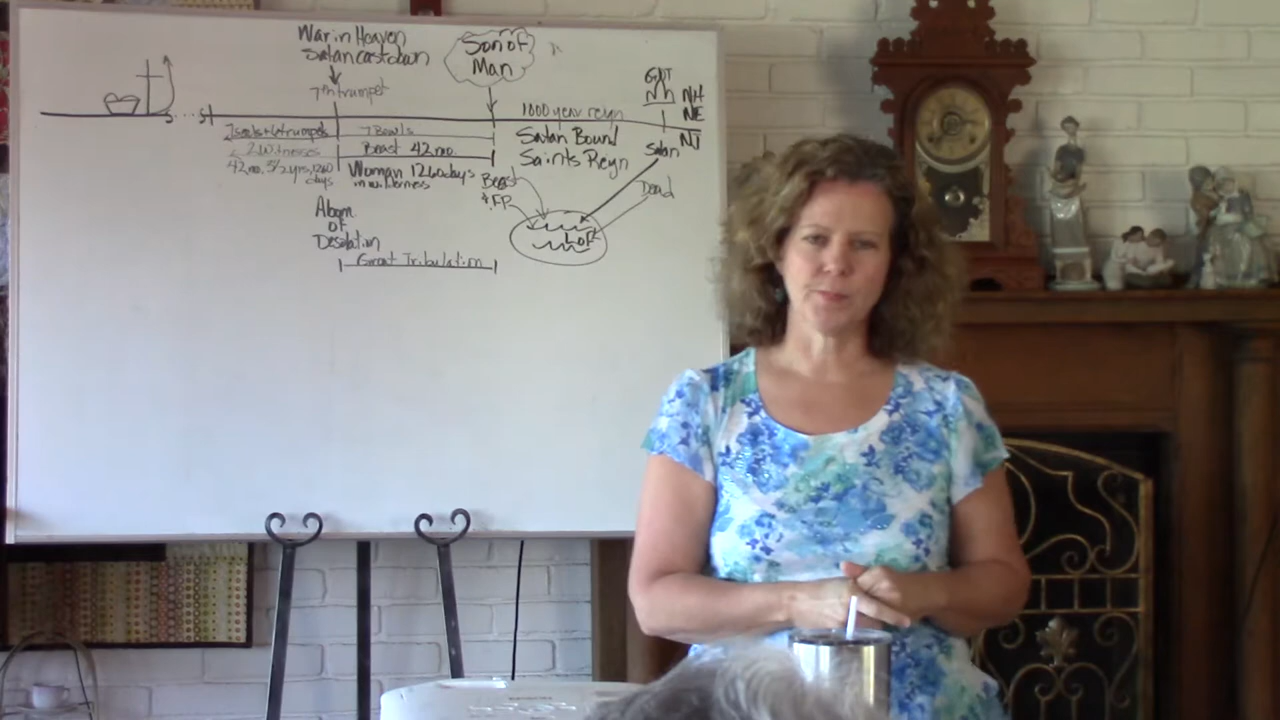 War in Heaven
Satan cast down
7th trumpet
Son of
Man
1000 year reign
GWT
NH
NE
NJ
7 seals + 6 trumpets
7 Bowls
Satan Bound
2 Witnesses
Beast 42 mo.
Saints Reign
Satan
42 mo. 3 1/2 yrs, 1260
days
Woman 1260 days
in wilderness
Beast
& FP
Dead
Abom
of
Desolation
LofF
Great Tribulation